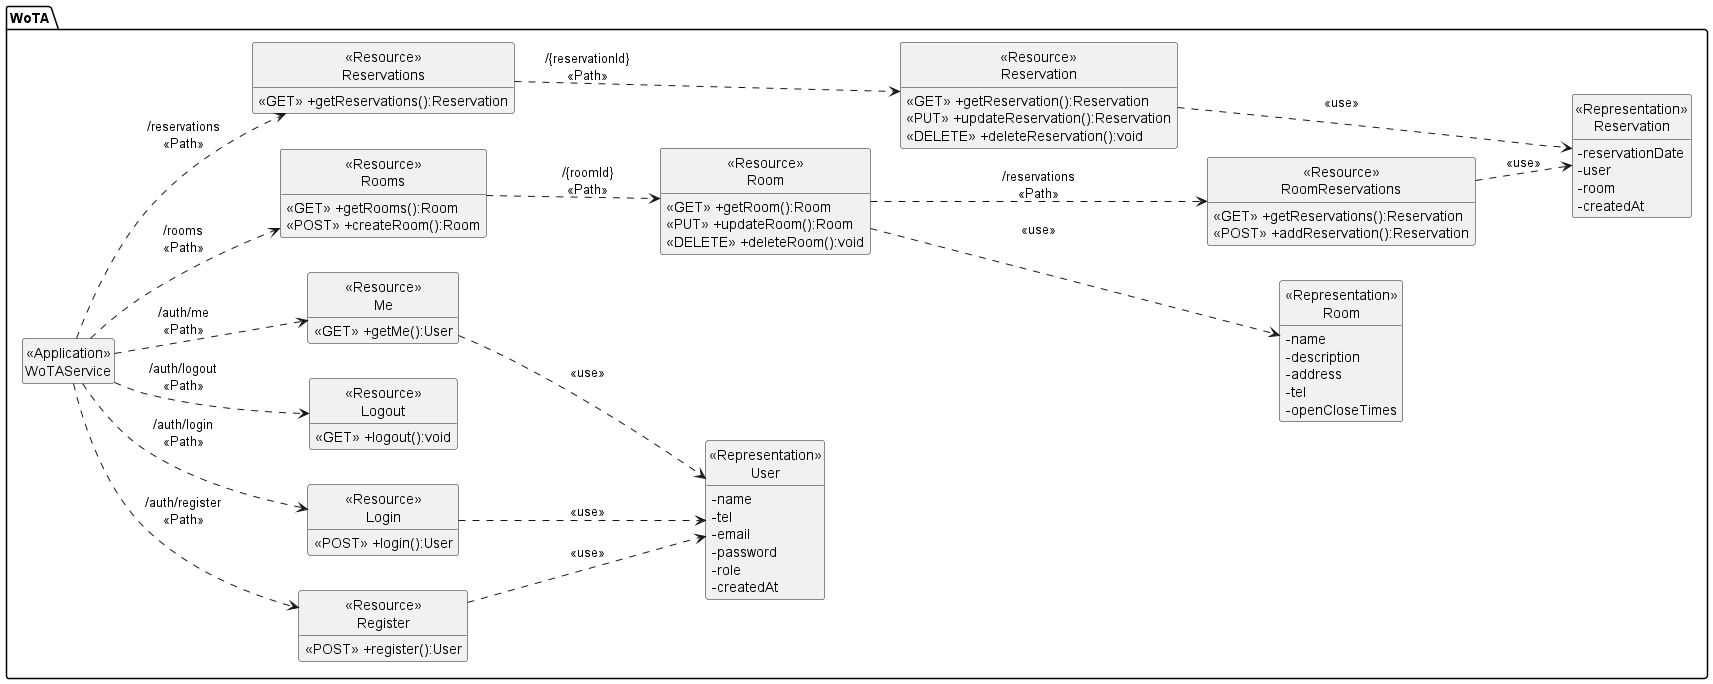 WoTA
«Resource»
Reservations
«GET» +getReservations():Reservation
/{reservationId}
«Path»
«Resource»
Reservation
«GET» +getReservation():Reservation
«PUT» +updateReservation():Reservation
«DELETE» +deleteReservation():void
«use»
«Representation»
Reservation
-reservationDate
-user
-room
-createdAt
/reservations
«Path»
«Resource»
Rooms
«GET» +getRooms():Room
«POST» +createRoom():Room
/{roomId}
«Path»
«Resource»
Room
«GET» +getRoom():Room
«PUT» +updateRoom():Room
«DELETE» +deleteRoom():void
/reservations
«Path»
«Resource»
RoomReservations
«GET» +getReservations():Reservation
«POST» +addReservation():Reservation
«use»
/rooms
«Path»
«use»
«Representation»
Room
-name
-description
-address
-tel
-openCloseTimes
«Resource»
Me
«GET» +getMe():User
/auth/me
«Path»
«Application»
WoTAService
/auth/logout
«Path»
«use»
«Resource»
Logout
«GET» +logout():void
/auth/login
«Path»
«Resource»
Login
«POST» +login():User
«use»
«Representation»
User
-name
-tel
-email
-password
-role
-createdAt
/auth/register
«Path»
«use»
«Resource»
Register
«POST» +register():User